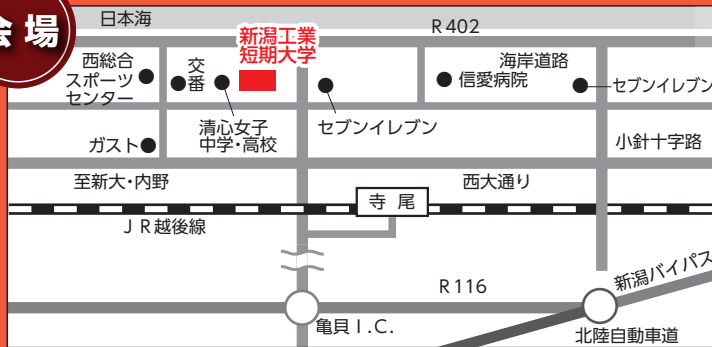 会場
日本海
R402
新潟工業
短期大学
西総合
スポーツ
センター
交
番
海岸道路
信愛病院
セブンイレブン
清心女子
中学・高校
セブンイレブン
ガスト
小針十字路
至新大・内野
西大通り
寺尾
JR越後線
R116
新潟バイパス
亀貝I.C.
北陸自動車道